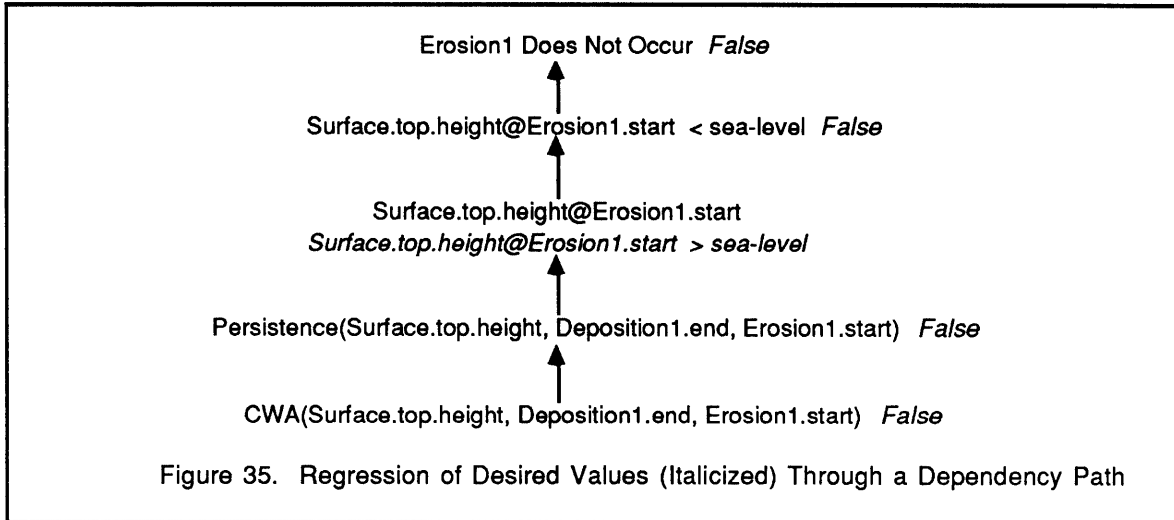 Erosion1 Does Not Occur False
Surface.top.height@Erosion1.start < sea-level False
Surface.top.height@Erosion1.start
Surface.top.height@Erosion1.start > sea-level
Persistence(Surface.top.height, Deposition1.end, Erosion1.start) False
CWA(Surface.top.height, Deposition1.end, Erosion1.start) False
Figure 35. Regression of Desired Values (Italicized) Through a Dependency Path